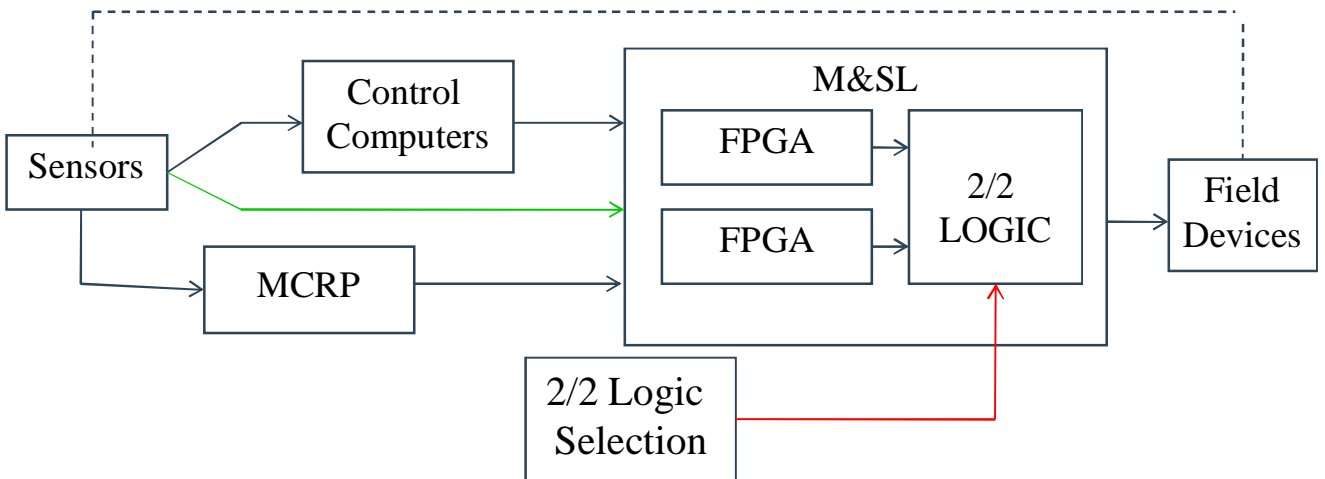 M&SL
Control
Computers
FPGA
Sensors
2/2
LOGIC
Field
Devices
FPGA
MCRP
2/2 Logic
Selection